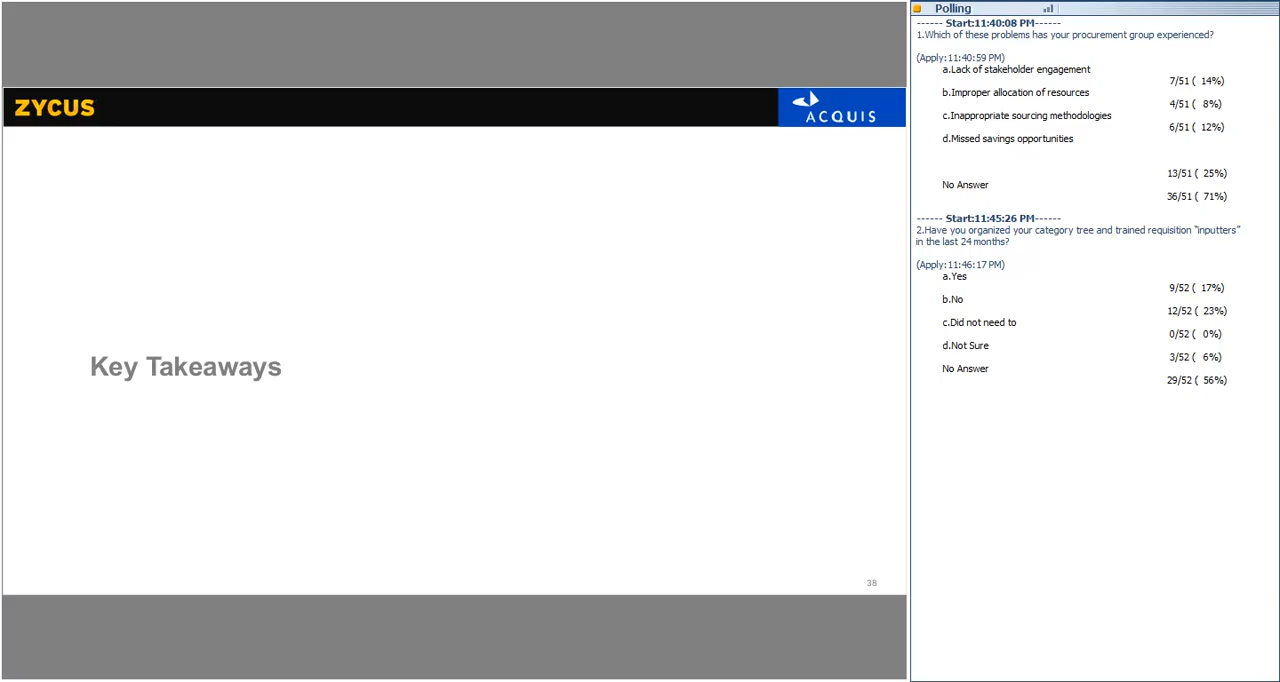 ZYCUS
ACQUIS
Key Takeaways
38
Polling
------ Start:11:40:08 PM------
1.Which of these problems has your procurement group experienced?
(Apply:11:40:59 PM)
a.Lack of stakeholder engagement
7/51 ( 14%)
b.Improper allocation of resources
4/51 ( 8%)
c.Inappropriate sourcing methodologies
6/51 ( 12%)
d.Missed savings opportunities
13/51 ( 25%)
No Answer
36/51 ( 71%)
------ Start:11:45:26 PM------
2.Have you organized your category tree and trained requisition “inputters”
in the last 24 months?
(Apply:11:46:17 PM)
a.Yes
9/52 ( 17%)
b.No
12/52 ( 23%)
c.Did not need to
0/52 ( 0%)
d.Not Sure
3/52 ( 6%)
No Answer
29/52 ( 56%)